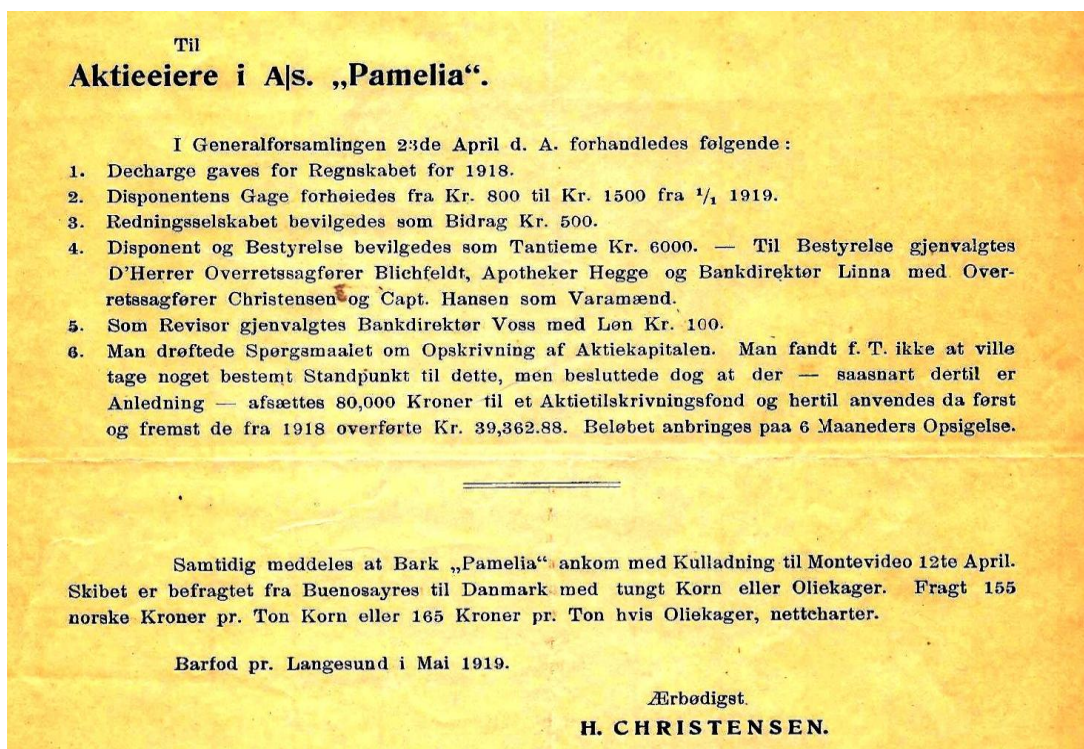 Til
Aktieeiere i A|s. „Pamelia“.
I Generalforsamlingen 23de April d. A. forhandledes følgende:
1. Decharge gaves for Regnskabet for 1918.
2. Disponentens Gage forhøiedes fra Kr. 800 til Kr. 1500 fra 1/1 1919.
3. Redningsselskabet bevilgedes som Bidrag Kr. 500.
4. Disponent og Bestyrelse bevilgedes som Tantieme Kr. 6000. — Til Bestyrelse gjenvalgtes
D'Herrer Overretssagfører Blichfeldt, Apotheker Hegge og Bankdirektør Linna med Over-
retssagfører Christensen og Capt. Hansen som Varamænd.
5. Som Revisor gjenvalgtes Bankdirektør Voss med Løn Kr. 100.
6. Man drøftede Spørgsmaalet om Opskrivning af Aktiekapitalen. Man fandt f. T. ikke at ville
tage noget bestemt Standpunkt til dette, men besluttede dog at der — saasnart dertil er
Anledning — afsættes 80,000 Kroner til et Aktietilskrivningsfond og hertil anvendes da først
og fremst de fra 1918 overførte Kr. 39,362.88. Beløbet anbringes paa 6 Maaneders Opsigelse.
Samtidig meddeles at Bark „Pamelia“ ankom med Kulladning til Montevideo 12te April.
Skibet er befragtet fra Buenosayres til Danmark med tungt Korn eller Oliekager. Fragt 155
norske Kroner pr. Ton Korn eller 165 Kroner pr. Ton hvis Oliekager, nettcharter.
Barfod pr. Langesund i Mai 1919.
Ærbødigst
H. CHRISTENSEN.